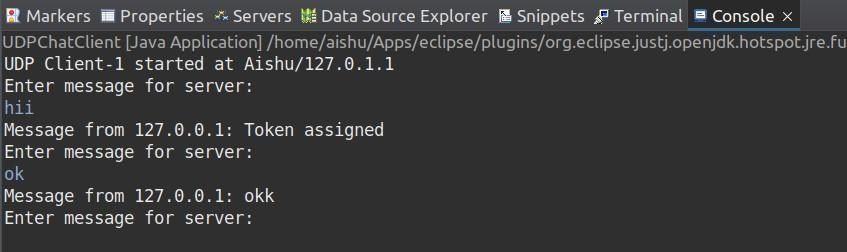 Markers Properties Servers Data Source Explorer Snippets Terminal Console
UDPChatClient [Java Application] /home/aishu/Apps/eclipse/plugins/org.eclipse.justj.openjdk.hotspot.jre.fu
UDP Client-1 started at Aishu/127.0.1.1
Enter message for server:
hii
Message from 127.0.0.1: Token assigned
Enter message for server:
ok
Message from 127.0.0.1: okk
Enter message for server: